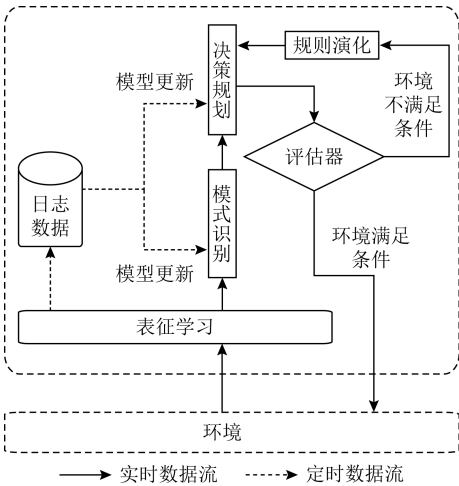 决策规划
规则演化
模型更新
环境
不满足
条件
评估器
日志
数据
模式识别
环境满足
条件
模型更新
表征学习
环境
实时数据流
定时数据流